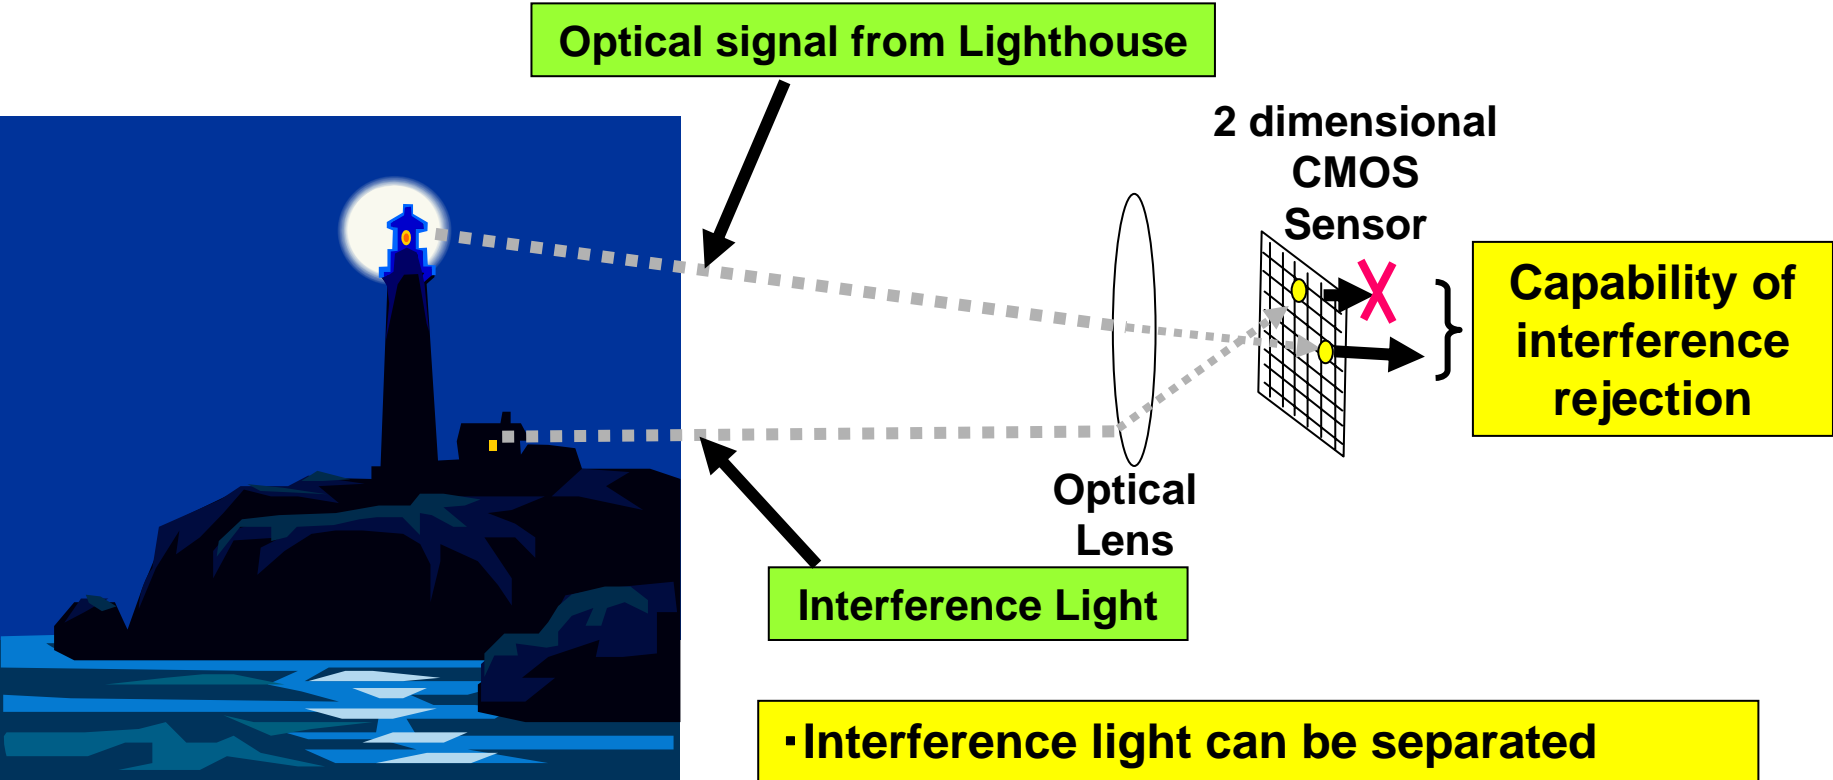 Optical signal from Lighthouse
2 dimensional
CMOS
Sensor
Capability of
interference
rejection
Optical
Lens
Interference Light
･Interference light can be separated